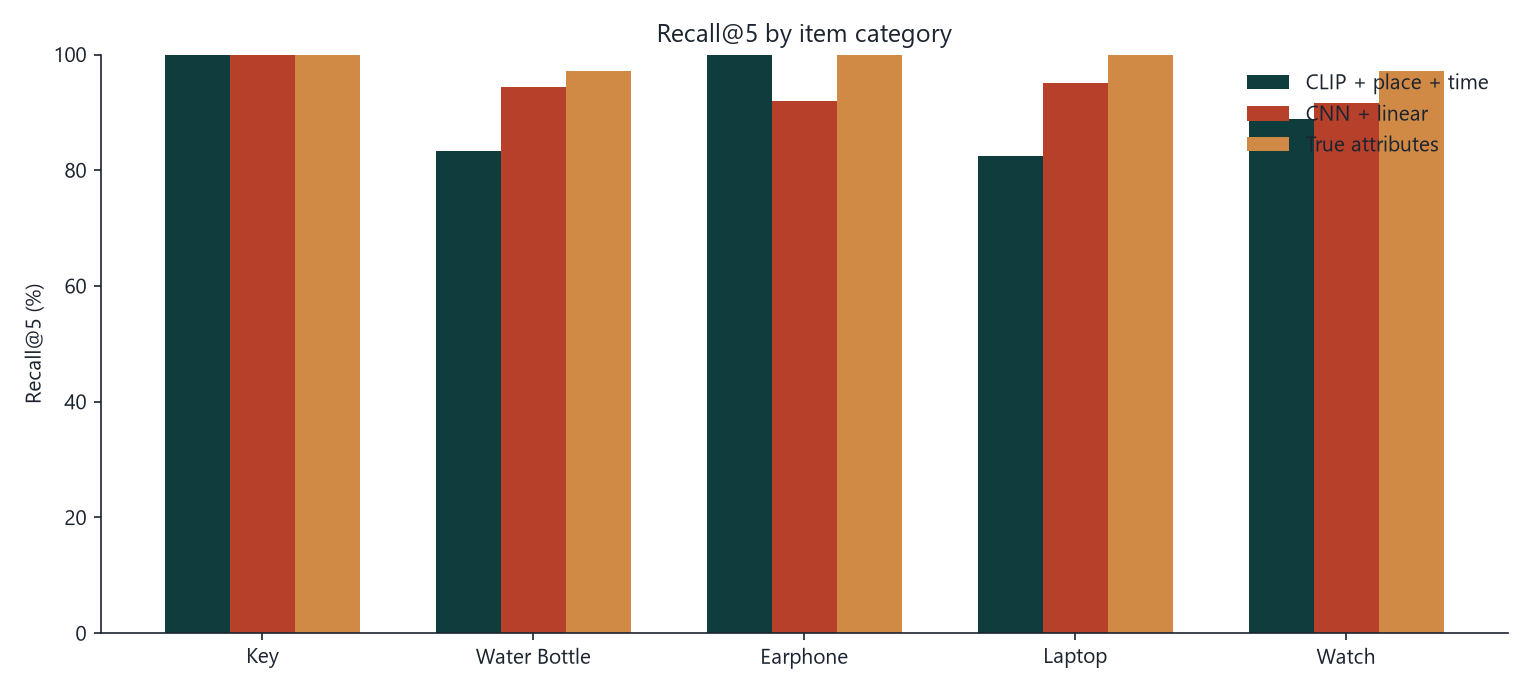 Recall@5 by item category
100
80
60
40
20
0
Recall@5 (%)
CLIP + place + time
CNN + linear
True attributes
Key
Water Bottle
Earphone
Laptop
Watch